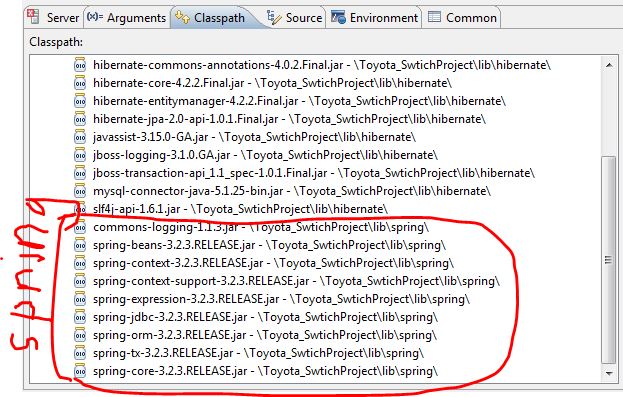 Server (x)= Arguments Classpath Source Environment Common
Classpath:
hibernate-commons-annotations-4.0.2.Final.jar - \Toyota_SwtichProject\lib\hibernate\
hibernate-core-4.2.2.Final.jar - \Toyota_SwtichProject\lib\hibernate\
hibernate-entitymanager-4.2.2.Final.jar - \Toyota_SwtichProject\lib\hibernate\
hibernate-jpa-2.0-api-1.0.1.Final.jar - \Toyota_SwtichProject\lib\hibernate\
javassist-3.15.0-GA.jar - \Toyota_SwtichProject\lib\hibernate\
jboss-logging-3.1.0.GA.jar - \Toyota_SwtichProject\lib\hibernate\
jboss-transaction-api_1.1_spec-1.0.1.Final.jar - \Toyota_SwtichProject\lib\hibernate\
mysql-connector-java-5.1.25-bin.jar - \Toyota_SwtichProject\lib\hibernate\
slf4j-api-1.6.1.jar - \Toyota_SwtichProject\lib\hibernate\
commons-logging-1.1.3.jar - \Toyota_SwtichProject\lib\spring\
spring-beans-3.2.3.RELEASE.jar - \Toyota_SwtichProject\lib\spring\
spring-context-3.2.3.RELEASE.jar - \Toyota_SwtichProject\lib\spring\
spring-context-support-3.2.3.RELEASE.jar - \Toyota_SwtichProject\lib\spring\
spring-expression-3.2.3.RELEASE.jar - \Toyota_SwtichProject\lib\spring\
spring-jdbc-3.2.3.RELEASE.jar - \Toyota_SwtichProject\lib\spring\
spring-orm-3.2.3.RELEASE.jar - \Toyota_SwtichProject\lib\spring\
spring-tx-3.2.3.RELEASE.jar - \Toyota_SwtichProject\lib\spring\
spring-core-3.2.3.RELEASE.jar - \Toyota_SwtichProject\lib\spring\